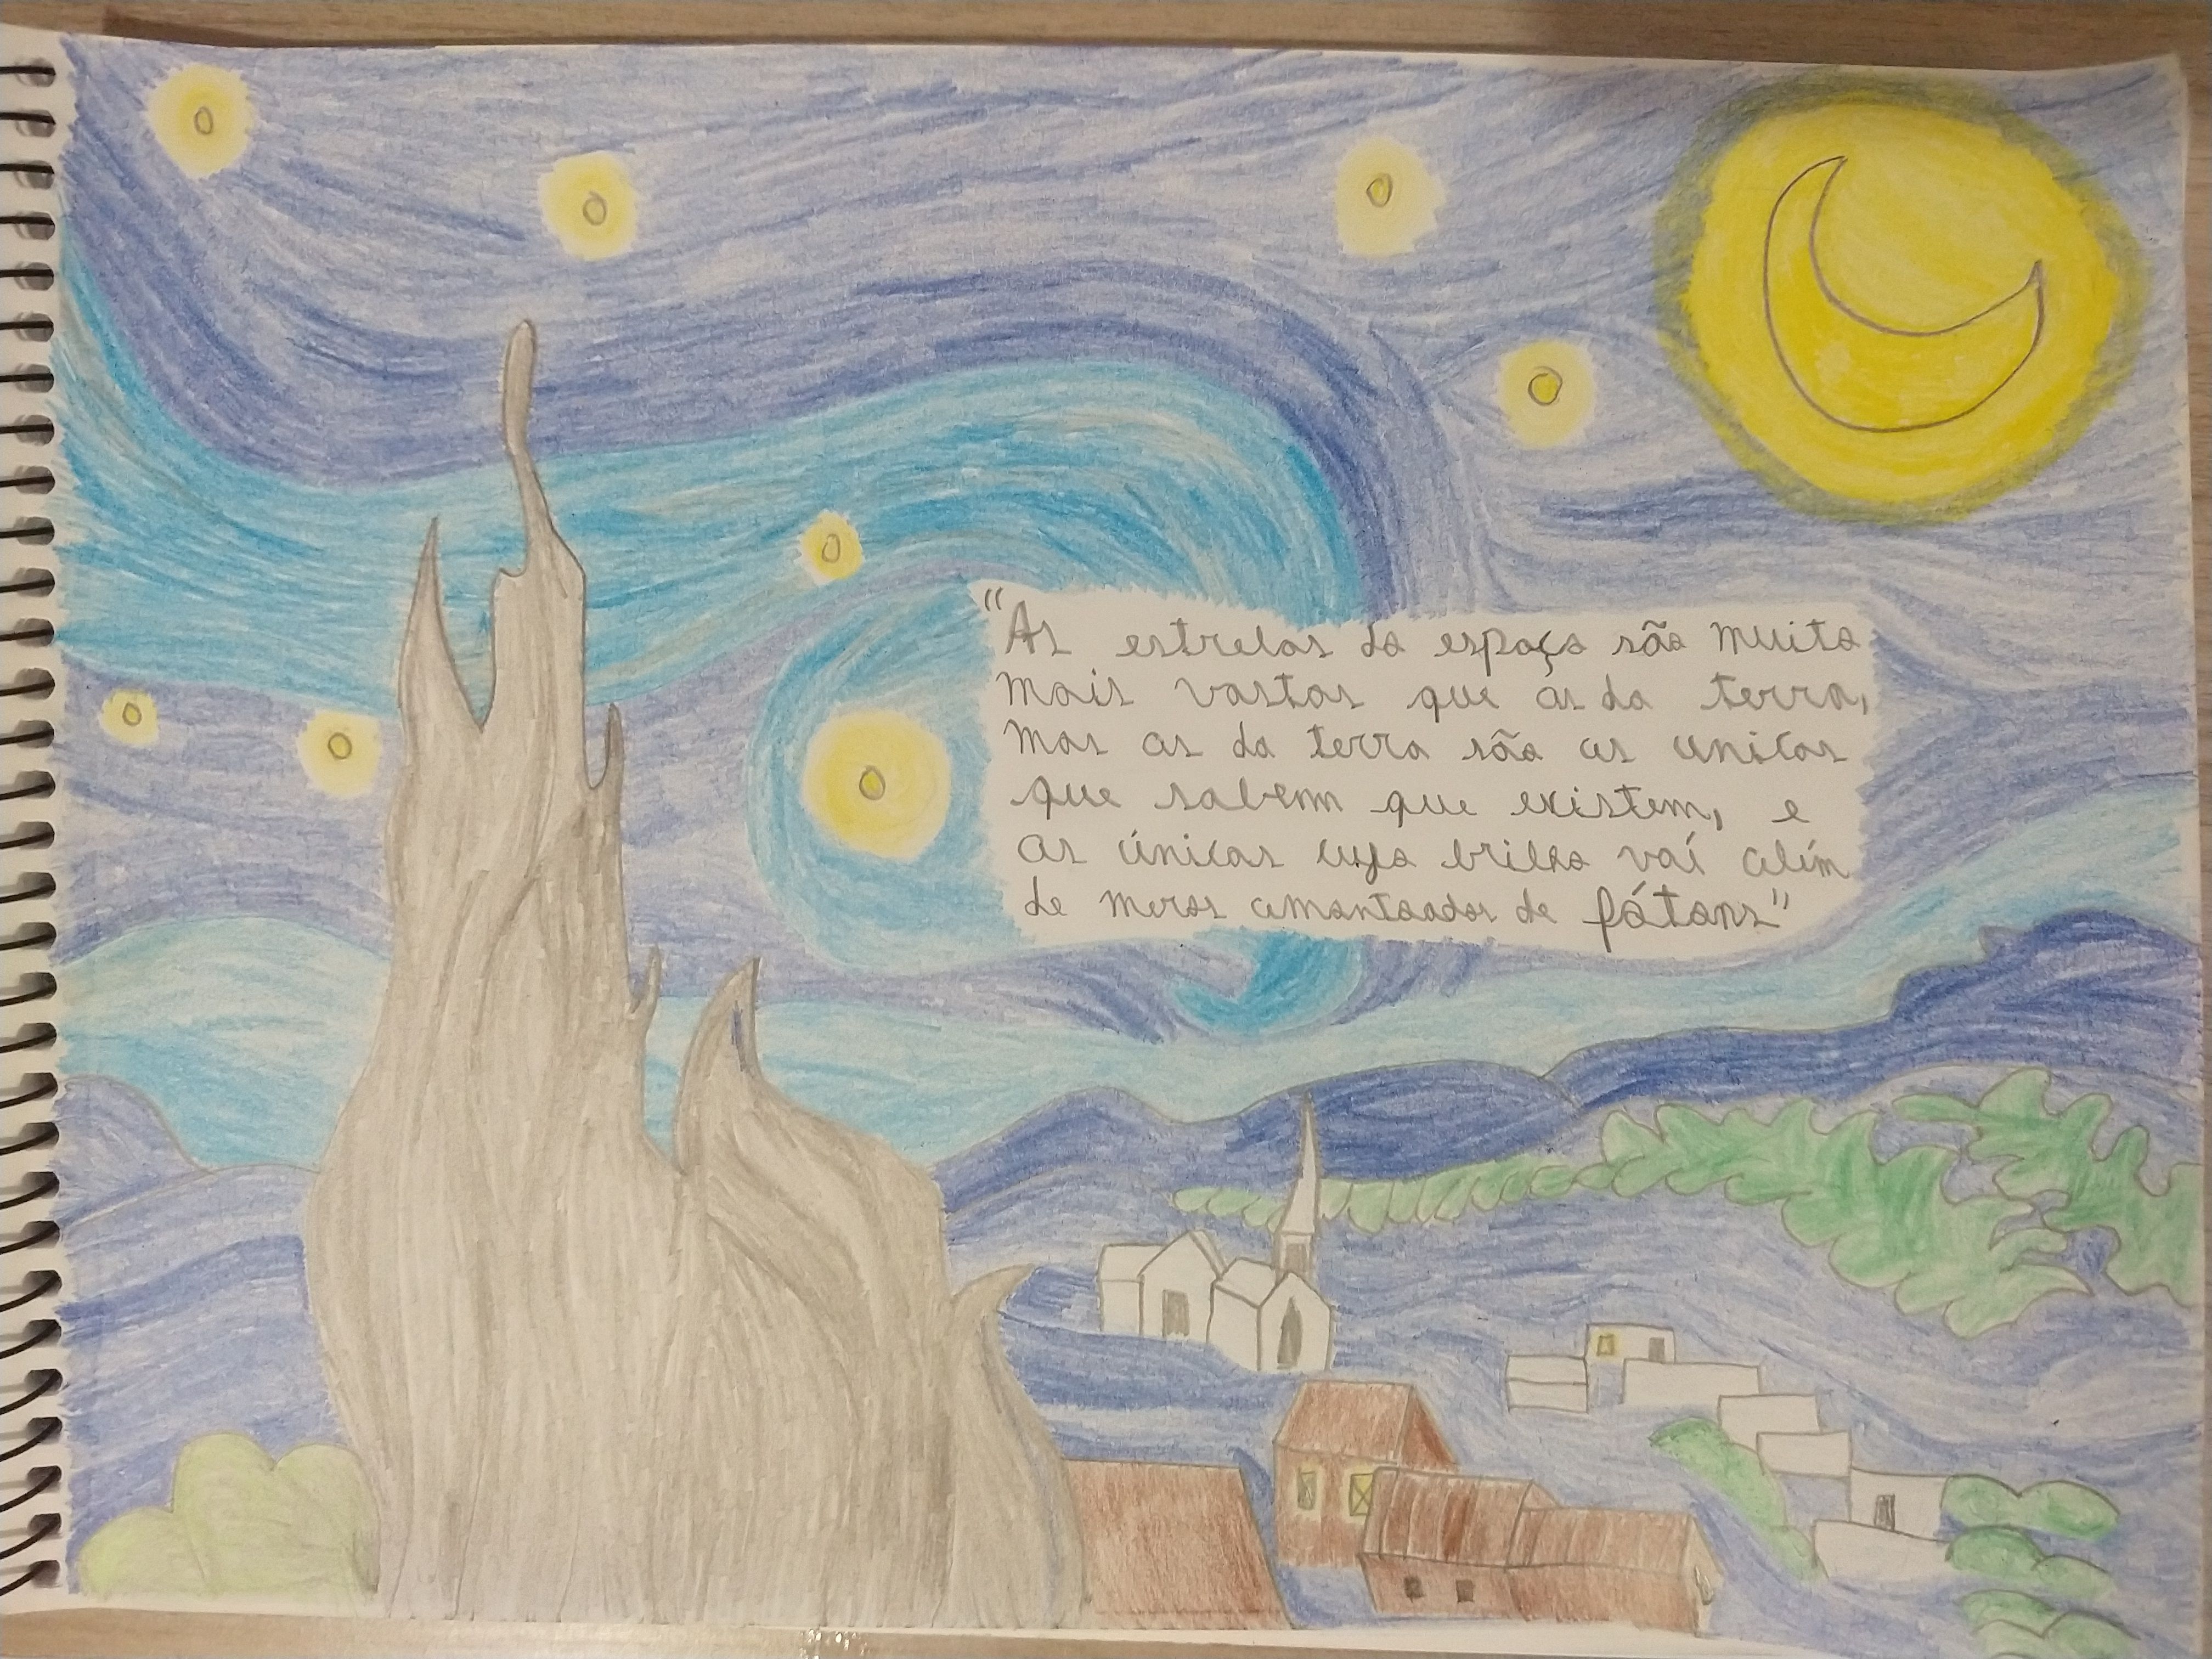 "As estrelas do espaço são muito
mais vastas que as da terra,
mas as da terra são as unicas
que sabem que existem, e
as únicas cujo brilho vai além
de meros amontoados de fótons"